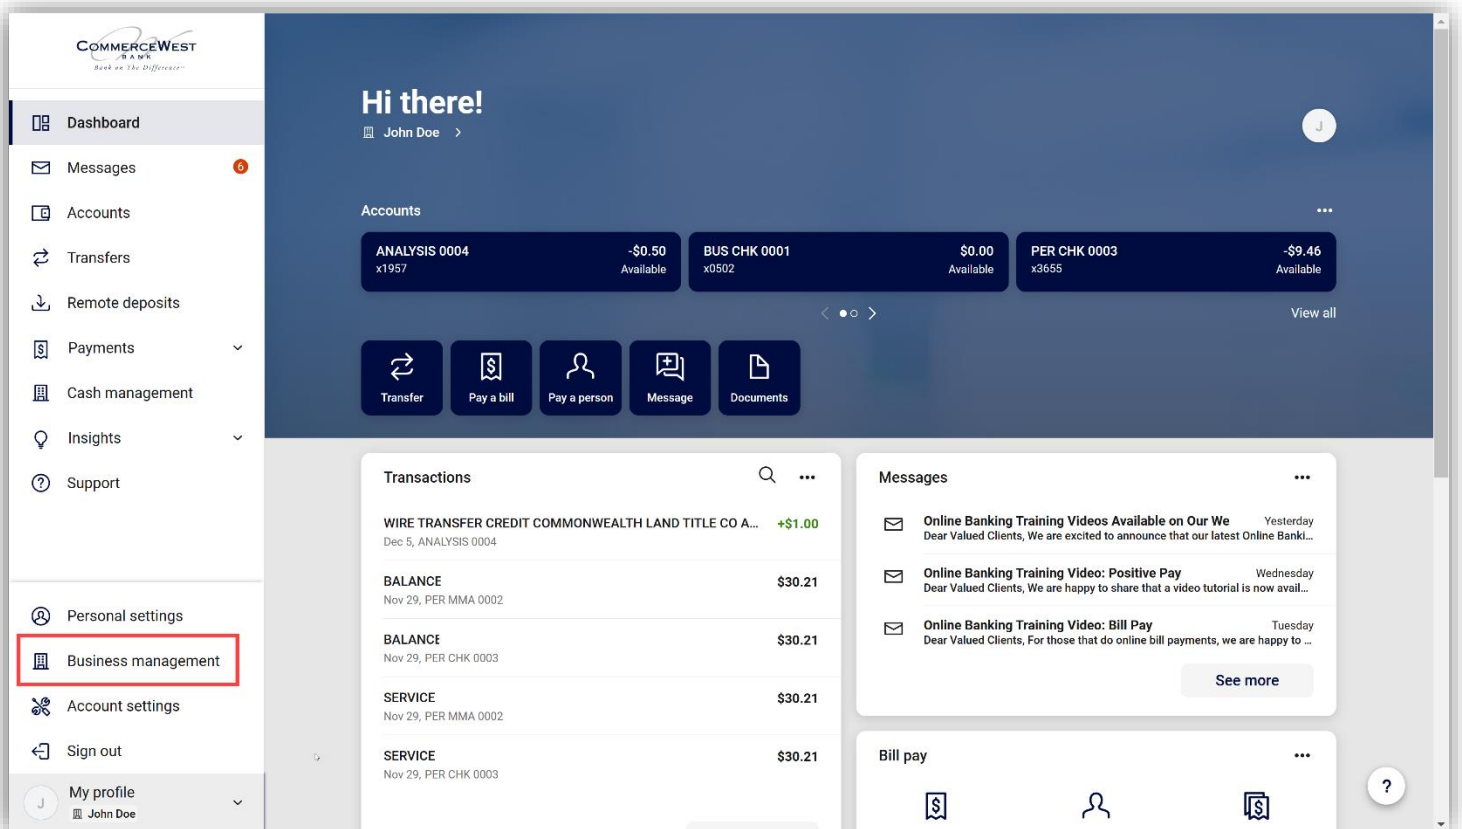 COMMERCEWEST
BANK
Bank on The Difference
Dashboard
Messages
6
Accounts
Transfers
Remote deposits
Payments
Cash management
Insights
Support
Personal settings
Business management
Account settings
Sign out
J
My profile
John Doe
Hi there!
John Doe
J
Accounts
ANALYSIS 0004 -$0.50
x1957 Available
BUS CHK 0001 $0.00
x0502 Available
PER CHK 0003 -$9.46
x3655 Available
View all
Transfer
Pay a bill
Pay a person
Message
Documents
Transactions
WIRE TRANSFER CREDIT COMMONWEALTH LAND TITLE CO A... +$1.00
Dec 5, ANALYSIS 0004
BALANCE $30.21
Nov 29, PER MMA 0002
BALANCE $30.21
Nov 29, PER CHK 0003
SERVICE $30.21
Nov 29, PER MMA 0002
SERVICE $30.21
Nov 29, PER CHK 0003
Messages
Online Banking Training Videos Available on Our We Yesterday
Dear Valued Clients, We are excited to announce that our latest Online Banki...
Online Banking Training Video: Positive Pay Wednesday
Dear Valued Clients, We are happy to share that a video tutorial is now avail...
Online Banking Training Video: Bill Pay Tuesday
Dear Valued Clients, For those that do online bill payments, we are happy to ...
See more
Bill pay
?